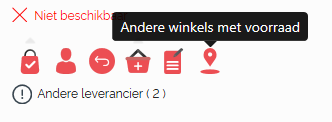 Andere winkels met voorraad
Niet beschikba
Andere leverancier ( 2 )